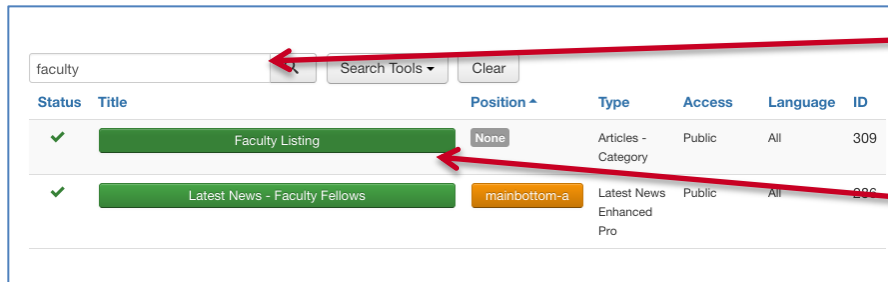 faculty Search Tools Clear
Status Title Position Type Access Language ID
Faculty Listing None Articles - Public All 309
Category
Latest News - Faculty Fellows mainbottom-a Latest News Public All 286
Enhanced
Pro